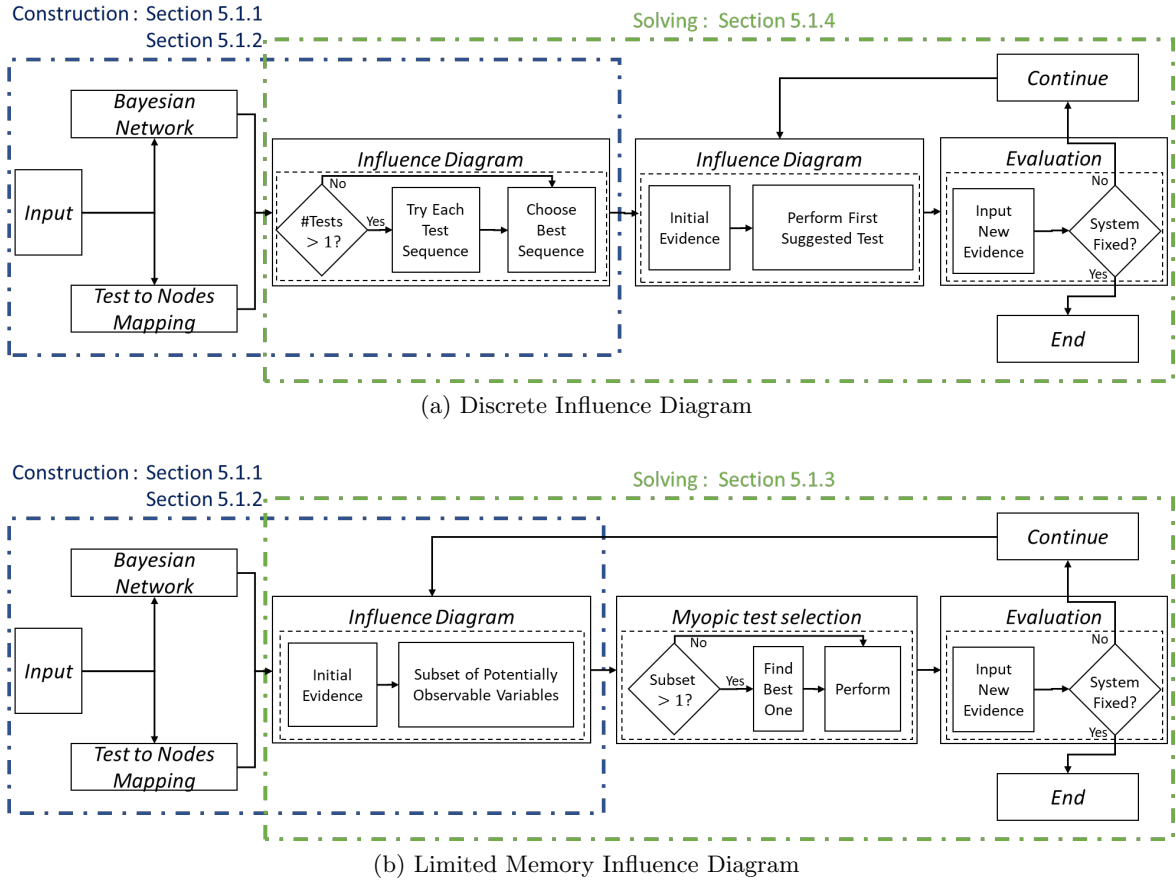 Construction : Section 5.1.1
Section 5.1.2
Solving : Section 5.1.4
Continue
Bayesian
Network
Input
Test to Nodes
Mapping
Influence Diagram
#Tests
> 1?
No
Yes
Try Each
Test
Sequence
Choose
Best
Sequence
Influence Diagram
Initial
Evidence
Perform First
Suggested Test
Evaluation
Input
New
Evidence
No
System
Fixed?
Yes
End
(a) Discrete Influence Diagram
Construction : Section 5.1.1
Section 5.1.2
Solving : Section 5.1.3
Continue
Bayesian
Network
Input
Test to Nodes
Mapping
Influence Diagram
Initial
Evidence
Subset of Potentially
Observable Variables
Myopic test selection
No
Subset
> 1?
Yes
Find
Best
One
Perform
Evaluation
Input
New
Evidence
No
System
Fixed?
Yes
End
(b) Limited Memory Influence Diagram